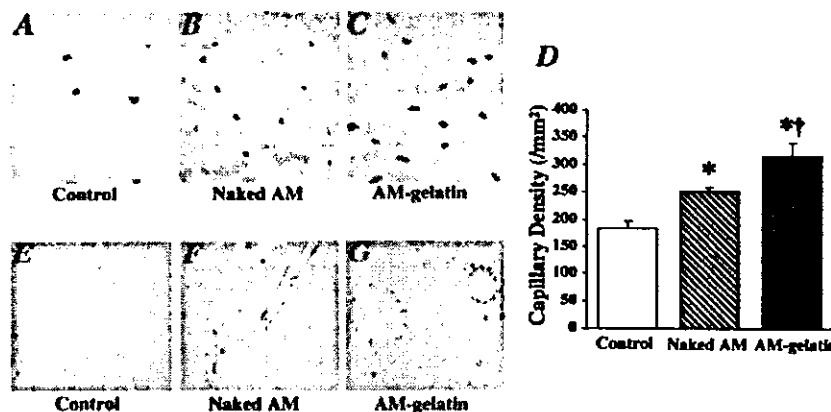 A
B
C
Control
Naked AM
AM-gelatin
D
Capillary Density (/mm²)
400
350
300
250
200
150
100
50
0
*
*†
Control
Naked AM
AM-gelatin
E
F
G
Control
Naked AM
AM-gelatin